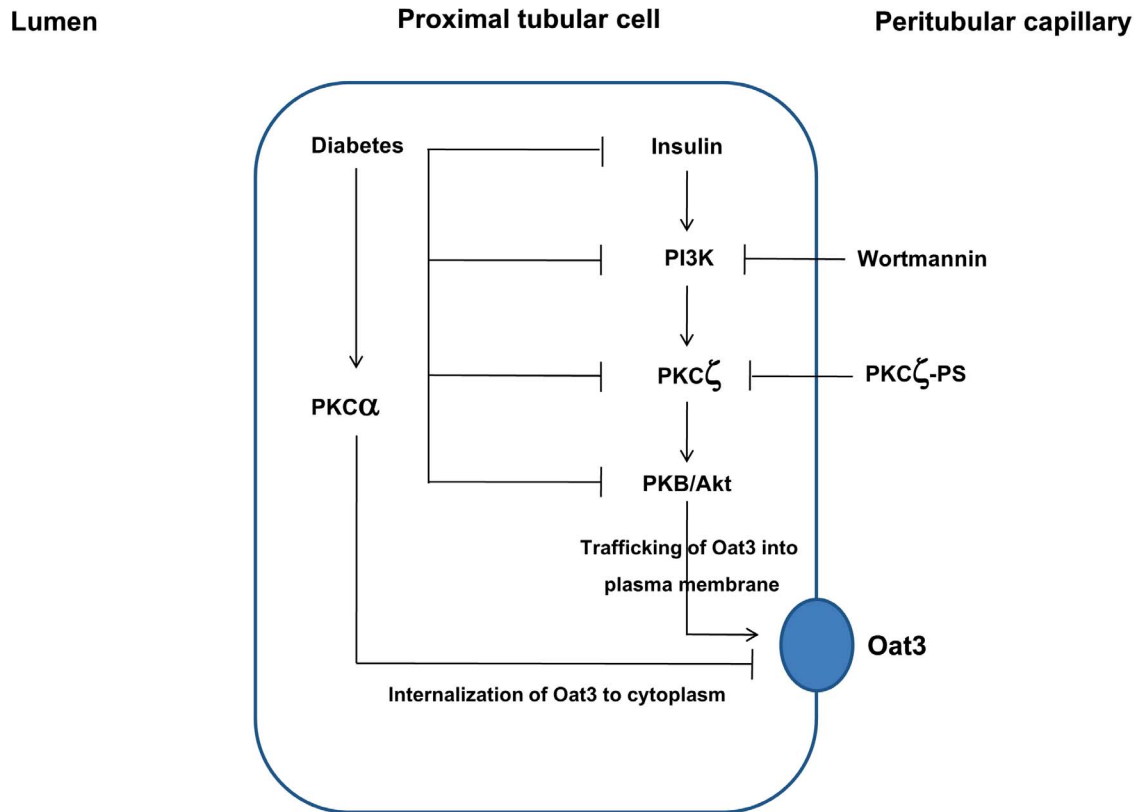 Lumen
Proximal tubular cell
Peritubular capillary
Diabetes
Insulin
PI3K
Wortmannin
PKCζ
PKCζ-PS
PKCα
PKB/Akt
Trafficking of Oat3 into
plasma membrane
Oat3
Internalization of Oat3 to cytoplasm